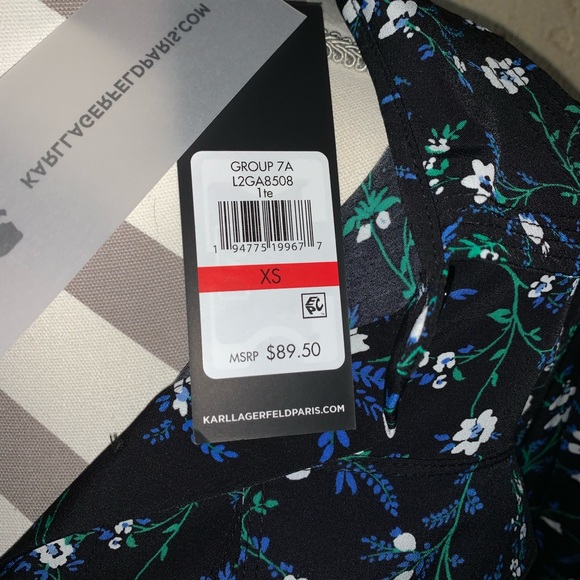 KARLLAGERFELDPARIS.COM
GROUP 7A
L2GA8508
1te
1 94775 19967 7
XS
MSRP $89.50
KARLLAGERFELDPARIS.COM